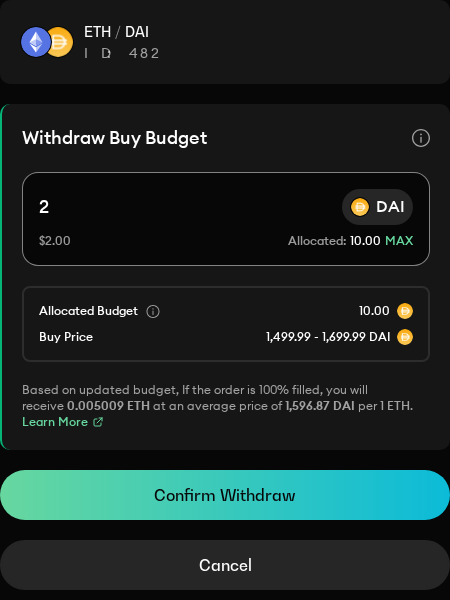 ETH / DAI
ID 482
Withdraw Buy Budget
2
DAI
$2.00
Allocated: 10.00 MAX
Allocated Budget
10.00
Buy Price
1,499.99 - 1,699.99 DAI
Based on updated budget, If the order is 100% filled, you will
receive 0.005009 ETH at an average price of 1,596.87 DAI per 1 ETH.
Learn More
Confirm Withdraw
Cancel